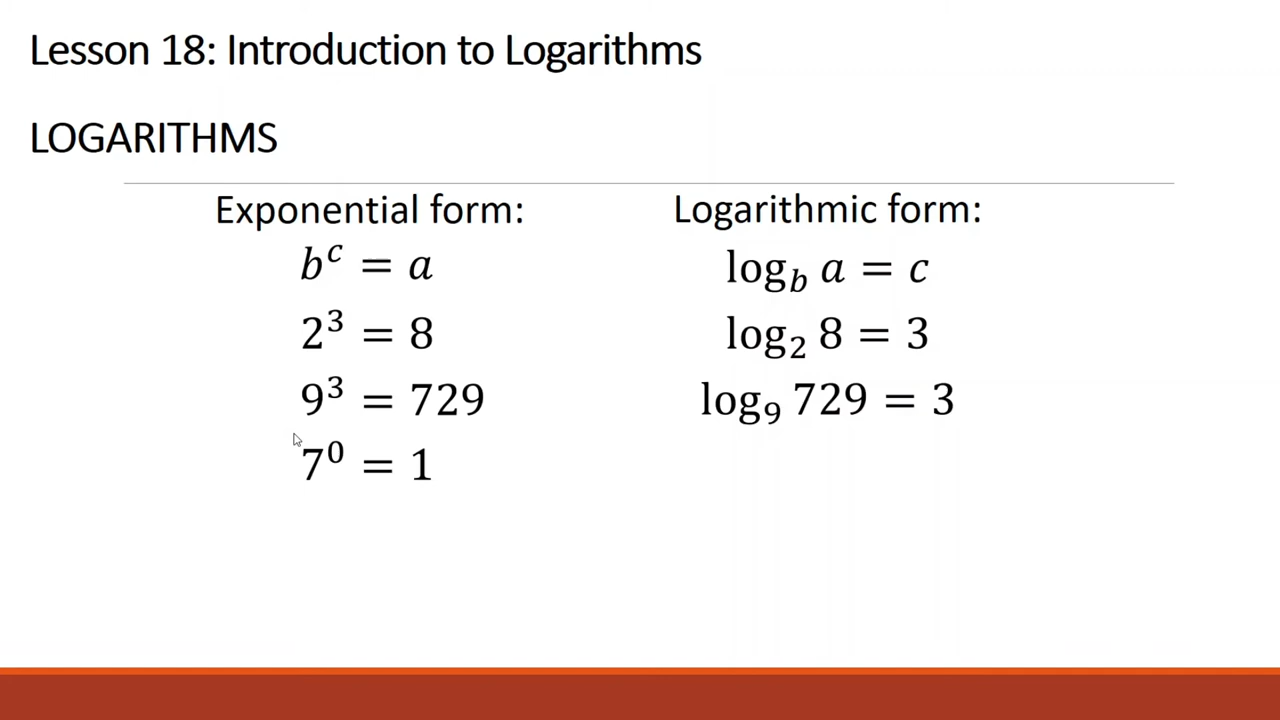 Lesson 18: Introduction to Logarithms
LOGARITHMS
Exponential form: Logarithmic form:
b^c = a log_b a = c
2^3 = 8 log_2 8 = 3
9^3 = 729 log_9 729 = 3
7^0 = 1